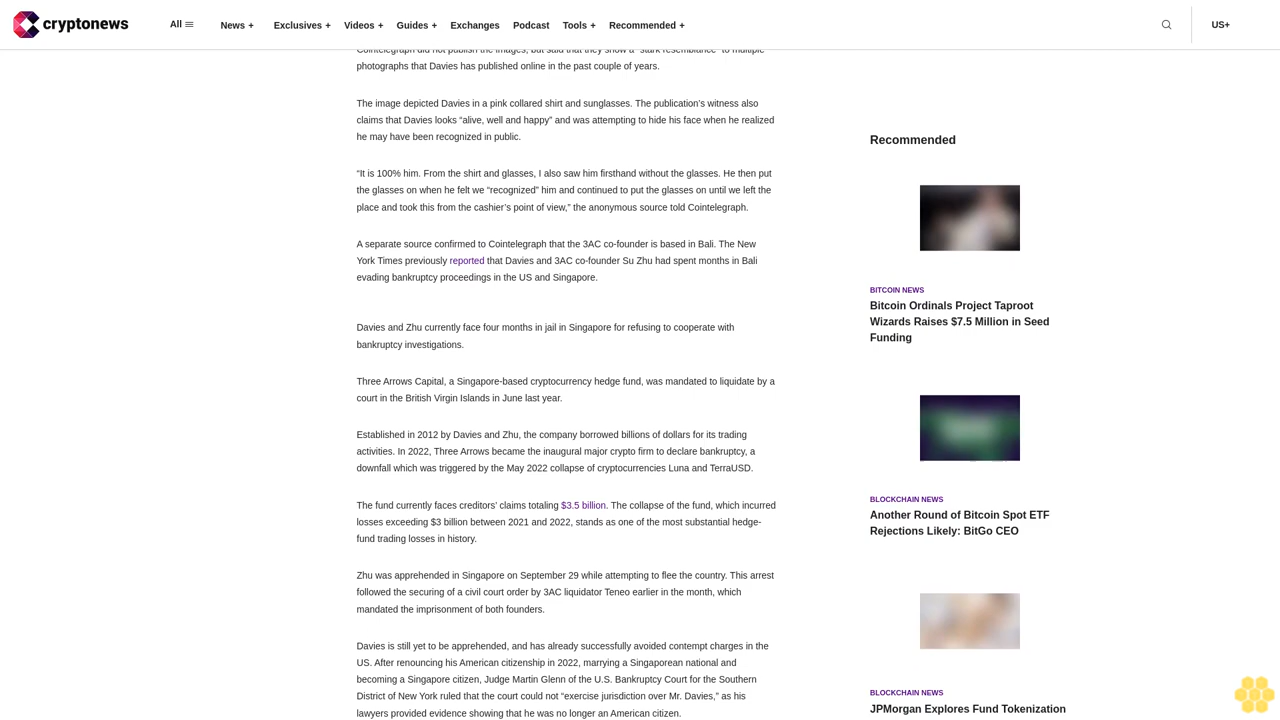 cryptonews
All
News +
Exclusives +
Videos +
Guides +
Exchanges
Podcast
Tools +
Recommended +
US+
photographs that Davies has published online in the past couple of years.
The image depicted Davies in a pink collared shirt and sunglasses. The publication’s witness also
claims that Davies looks “alive, well and happy” and was attempting to hide his face when he realized
he may have been recognized in public.
“It is 100% him. From the shirt and glasses, I also saw him firsthand without the glasses. He then put
the glasses on when he felt we “recognized” him and continued to put the glasses on until we left the
place and took this from the cashier’s point of view,” the anonymous source told Cointelegraph.
A separate source confirmed to Cointelegraph that the 3AC co-founder is based in Bali. The New
York Times previously reported that Davies and 3AC co-founder Su Zhu had spent months in Bali
evading bankruptcy proceedings in the US and Singapore.
Davies and Zhu currently face four months in jail in Singapore for refusing to cooperate with
bankruptcy investigations.
Three Arrows Capital, a Singapore-based cryptocurrency hedge fund, was mandated to liquidate by a
court in the British Virgin Islands in June last year.
Established in 2012 by Davies and Zhu, the company borrowed billions of dollars for its trading
activities. In 2022, Three Arrows became the inaugural major crypto firm to declare bankruptcy, a
downfall which was triggered by the May 2022 collapse of cryptocurrencies Luna and TerraUSD.
The fund currently faces creditors’ claims totaling $3.5 billion. The collapse of the fund, which incurred
losses exceeding $3 billion between 2021 and 2022, stands as one of the most substantial hedge-
fund trading losses in history.
Zhu was apprehended in Singapore on September 29 while attempting to flee the country. This arrest
followed the securing of a civil court order by 3AC liquidator Teneo earlier in the month, which
mandated the imprisonment of both founders.
Davies is still yet to be apprehended, and has already successfully avoided contempt charges in the
US. After renouncing his American citizenship in 2022, marrying a Singaporean national and
becoming a Singapore citizen, Judge Martin Glenn of the U.S. Bankruptcy Court for the Southern
District of New York ruled that the court could not “exercise jurisdiction over Mr. Davies,” as his
lawyers provided evidence showing that he was no longer an American citizen.
Recommended
BITCOIN NEWS
Bitcoin Ordinals Project Taproot
Wizards Raises $7.5 Million in Seed
Funding
BLOCKCHAIN NEWS
Another Round of Bitcoin Spot ETF
Rejections Likely: BitGo CEO
BLOCKCHAIN NEWS
JPMorgan Explores Fund Tokenization